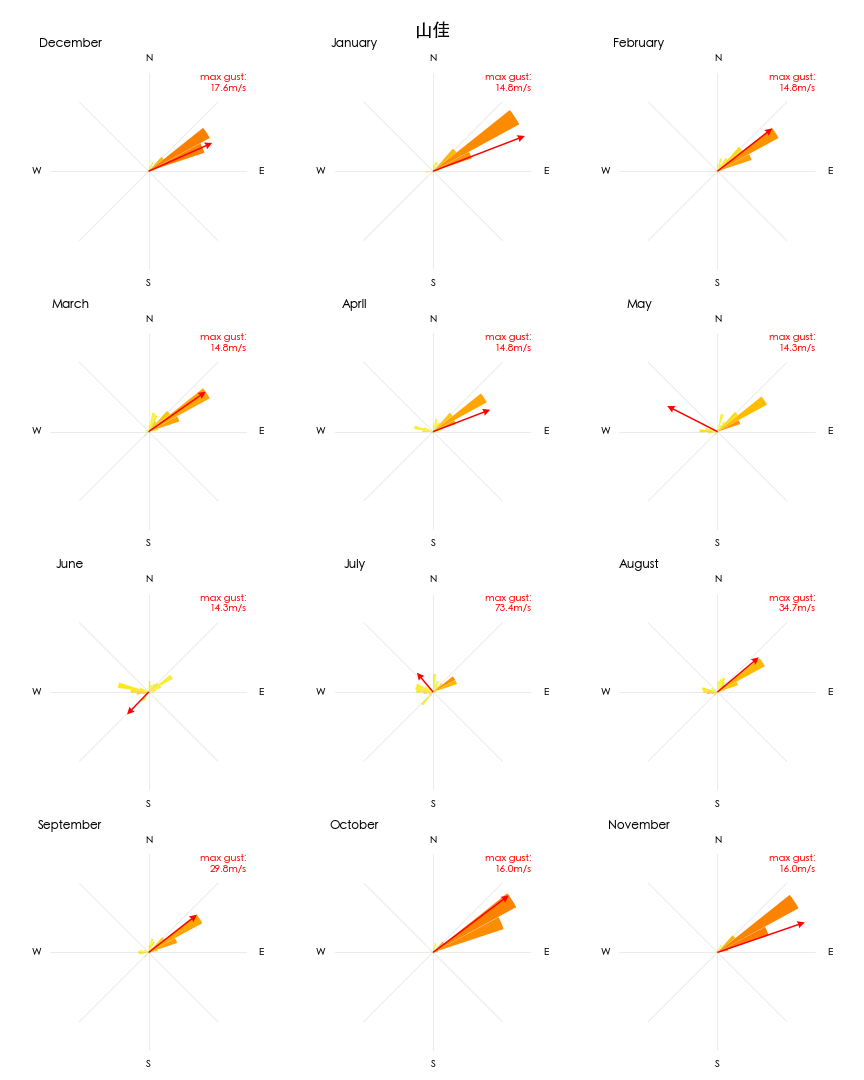 山佳
December
N
max gust:
17.6m/s
W
E
S
January
N
max gust:
14.8m/s
W
E
S
February
N
max gust:
14.8m/s
W
E
S
March
N
max gust:
14.8m/s
W
E
S
April
N
max gust:
14.8m/s
W
E
S
May
N
max gust:
14.3m/s
W
E
S
June
N
max gust:
14.3m/s
W
E
S
July
N
max gust:
73.4m/s
W
E
S
August
N
max gust:
34.7m/s
W
E
S
September
N
max gust:
29.8m/s
W
E
S
October
N
max gust:
16.0m/s
W
E
S
November
N
max gust:
16.0m/s
W
E
S